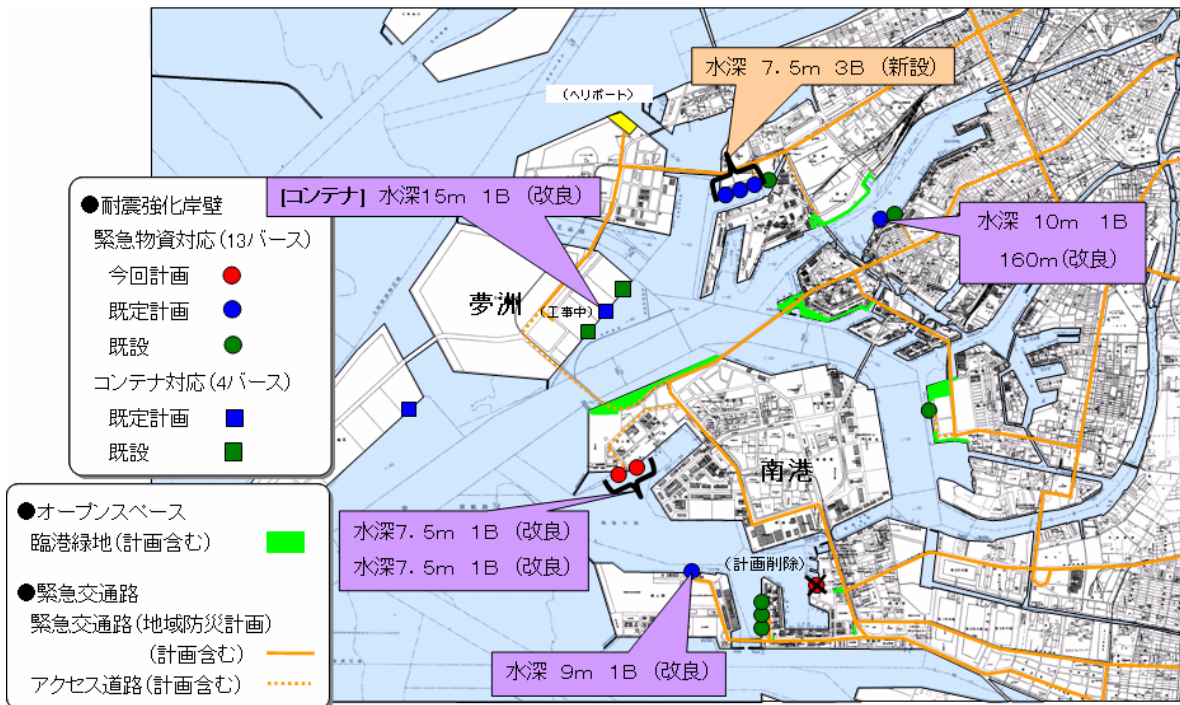 水深 7.5m 3B (新設)
(ヘリポート)
[コンテナ] 水深15m 1B (改良)
水深 10m 1B
160m(改良)
●耐震強化岸壁
緊急物資対応(13バース)
今回計画
既定計画
既設
コンテナ対応(4バース)
既定計画
既設
夢洲
(工事中)
南港
水深7.5m 1B (改良)
水深7.5m 1B (改良)
(計画削除)
水深 9m 1B (改良)
●オープンスペース
臨港緑地(計画含む)
●緊急交通路
緊急交通路(地域防災計画)
(計画含む)
アクセス道路(計画含む)